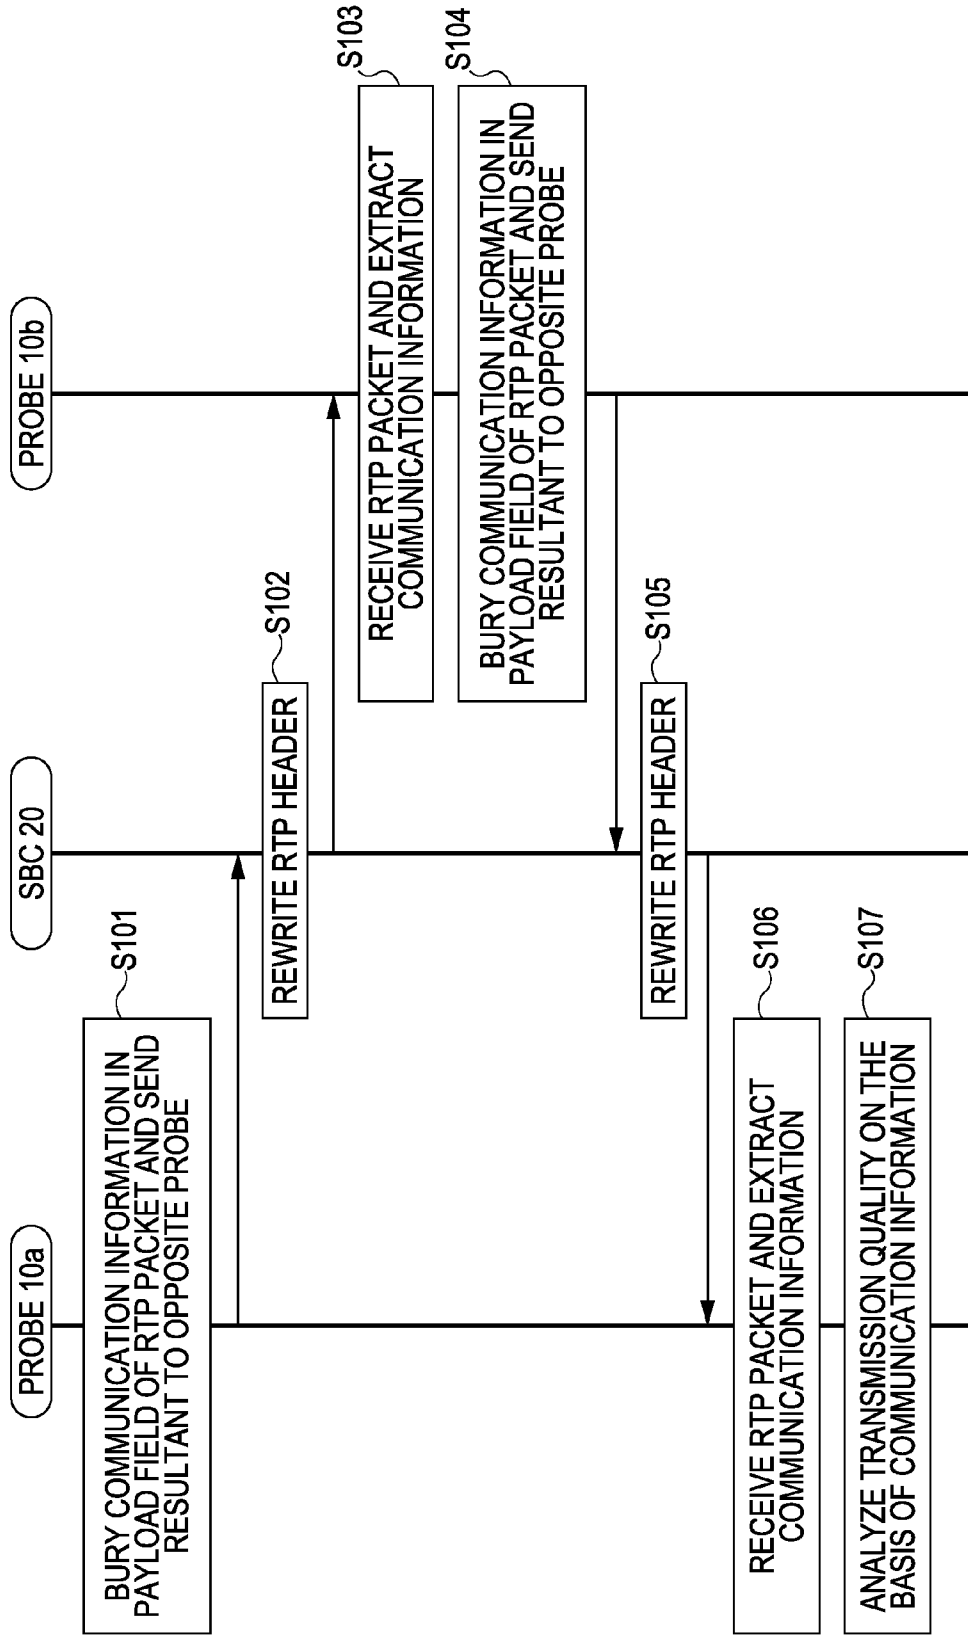 PROBE 10a
SBC 20
PROBE 10b
BURY COMMUNICATION INFORMATION IN
PAYLOAD FIELD OF RTP PACKET AND SEND
RESULTANT TO OPPOSITE PROBE
S101
REWRITE RTP HEADER
S102
RECEIVE RTP PACKET AND EXTRACT
COMMUNICATION INFORMATION
S103
BURY COMMUNICATION INFORMATION IN
PAYLOAD FIELD OF RTP PACKET AND SEND
RESULTANT TO OPPOSITE PROBE
S104
REWRITE RTP HEADER
S105
RECEIVE RTP PACKET AND EXTRACT
COMMUNICATION INFORMATION
S106
ANALYZE TRANSMISSION QUALITY ON THE
BASIS OF COMMUNICATION INFORMATION
S107